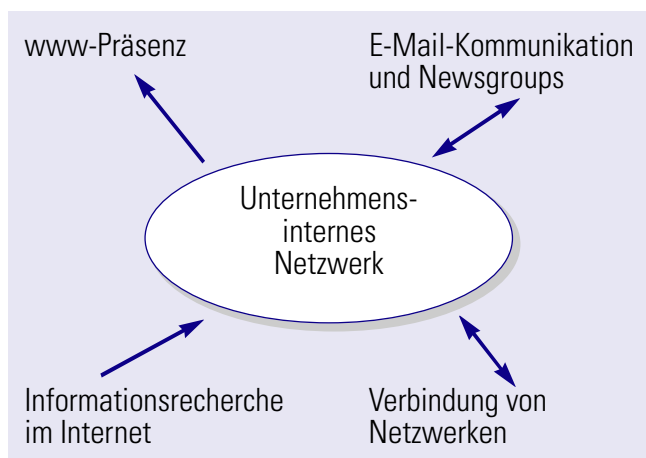 www-Präsenz
E-Mail-Kommunikation
und Newsgroups
Unternehmens-
internes
Netzwerk
Informationsrecherche
im Internet
Verbindung von
Netzwerken